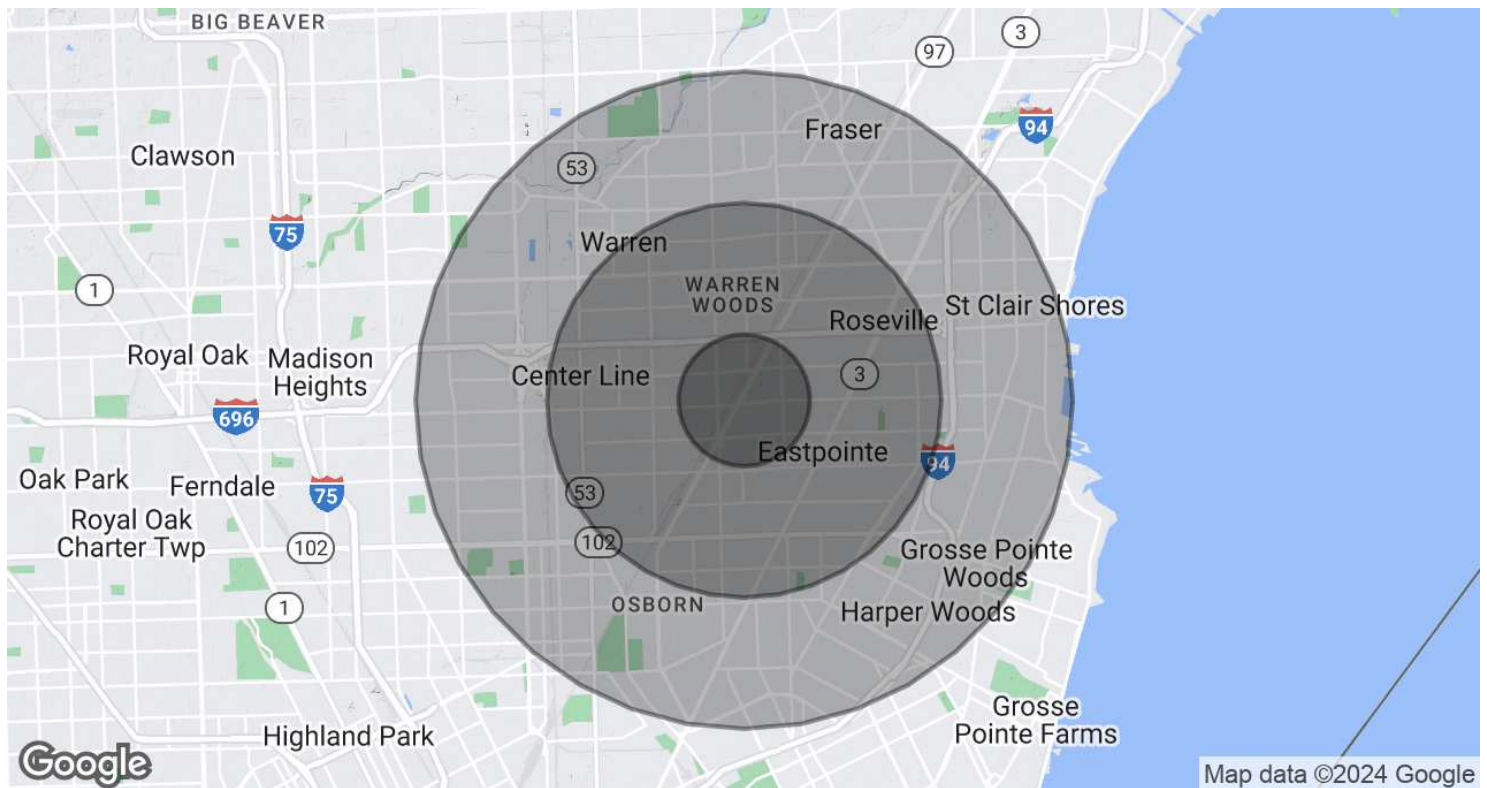 BIG BEAVER
3
97
Fraser
94
Clawson
53
75
Warren
WARREN
WOODS
1
St Clair Shores
Roseville
Royal Oak
Madison
Heights
Center Line
3
696
Eastpointe
94
Oak Park
Ferndale
75
53
Royal Oak
Charter Twp
102
102
Grosse Pointe
Woods
OSBORN
1
Harper Woods
Grosse
Pointe Farms
Highland Park
Google
Map data ©2024 Google